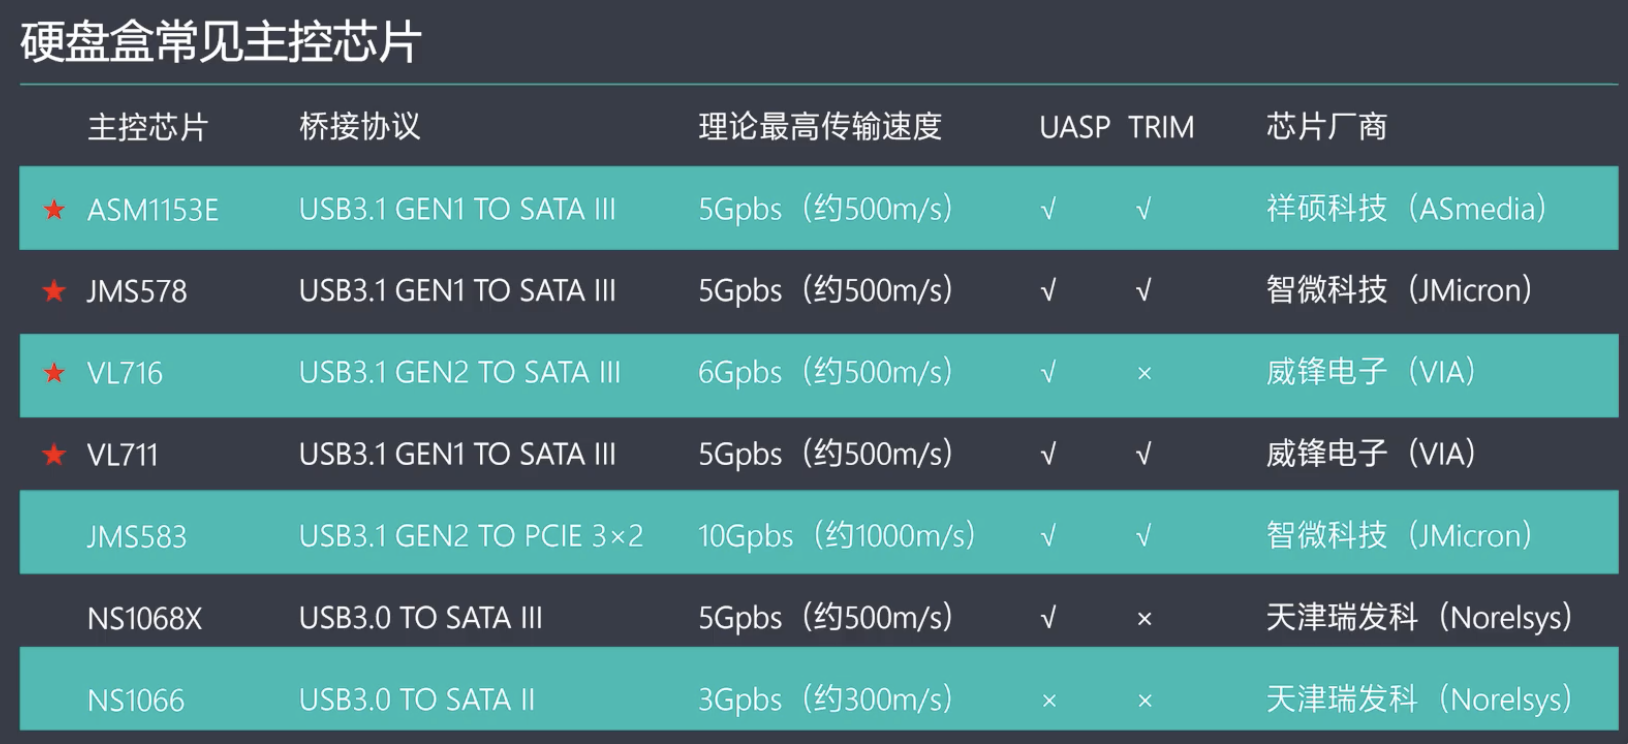 硬盘盒常见主控芯片
主控芯片 桥接协议 理论最高传输速度 UASP TRIM 芯片厂商
★ ASM1153E USB3.1 GEN1 TO SATA III 5Gpbs（约500m/s） √ √ 祥硕科技（ASmedia）
★ JMS578 USB3.1 GEN1 TO SATA III 5Gpbs（约500m/s） √ √ 智微科技（JMicron）
★ VL716 USB3.1 GEN2 TO SATA III 6Gpbs（约500m/s） √ × 威锋电子（VIA）
★ VL711 USB3.1 GEN1 TO SATA III 5Gpbs（约500m/s） √ √ 威锋电子（VIA）
JMS583 USB3.1 GEN2 TO PCIE 3×2 10Gpbs（约1000m/s） √ √ 智微科技（JMicron）
NS1068X USB3.0 TO SATA III 5Gpbs（约500m/s） √ × 天津瑞发科（Norelsys）
NS1066 USB3.0 TO SATA II 3Gpbs（约300m/s） × × 天津瑞发科（Norelsys）